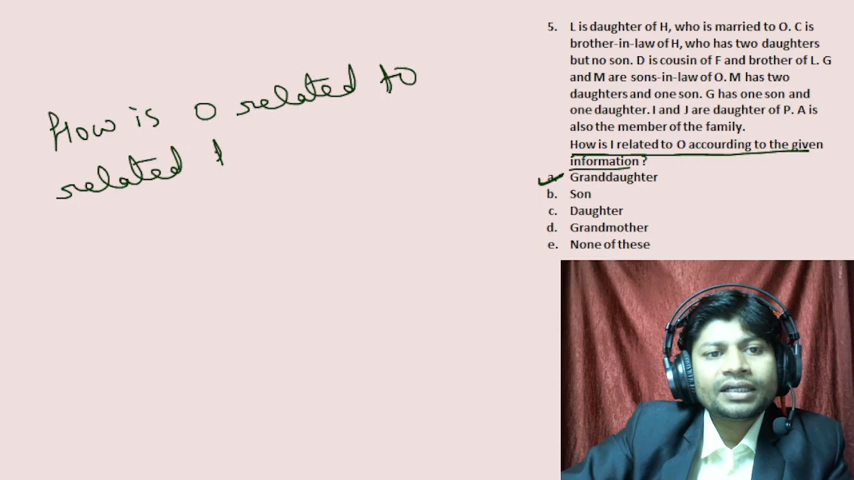 How is O related to
related
5. L is daughter of H, who is married to O. C is
brother-in-law of H, who has two daughters
but no son. D is cousin of F and brother of L. G
and M are sons-in-law of O. M has two
daughters and one son. G has one son and
one daughter. I and J are daughter of P. A is
also the member of the family.
How is I related to O accourding to the given
information ?
a. Granddaughter
b. Son
c. Daughter
d. Grandmother
e. None of these